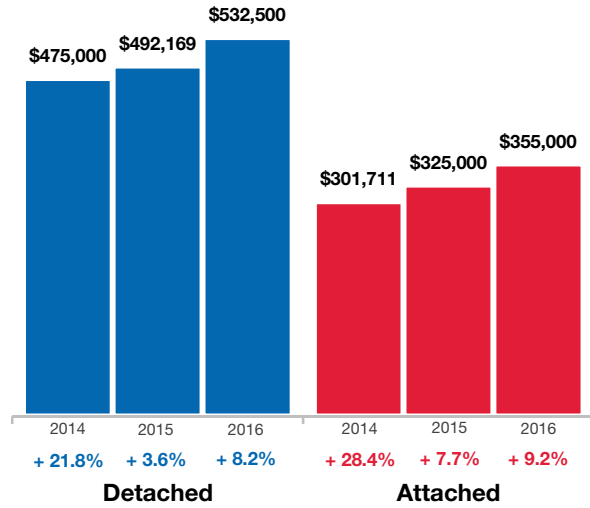 $475,000
$492,169
$532,500
$301,711
$325,000
$355,000
2014 2015 2016 2014 2015 2016
+ 21.8% + 3.6% + 8.2% + 28.4% + 7.7% + 9.2%
Detached Attached